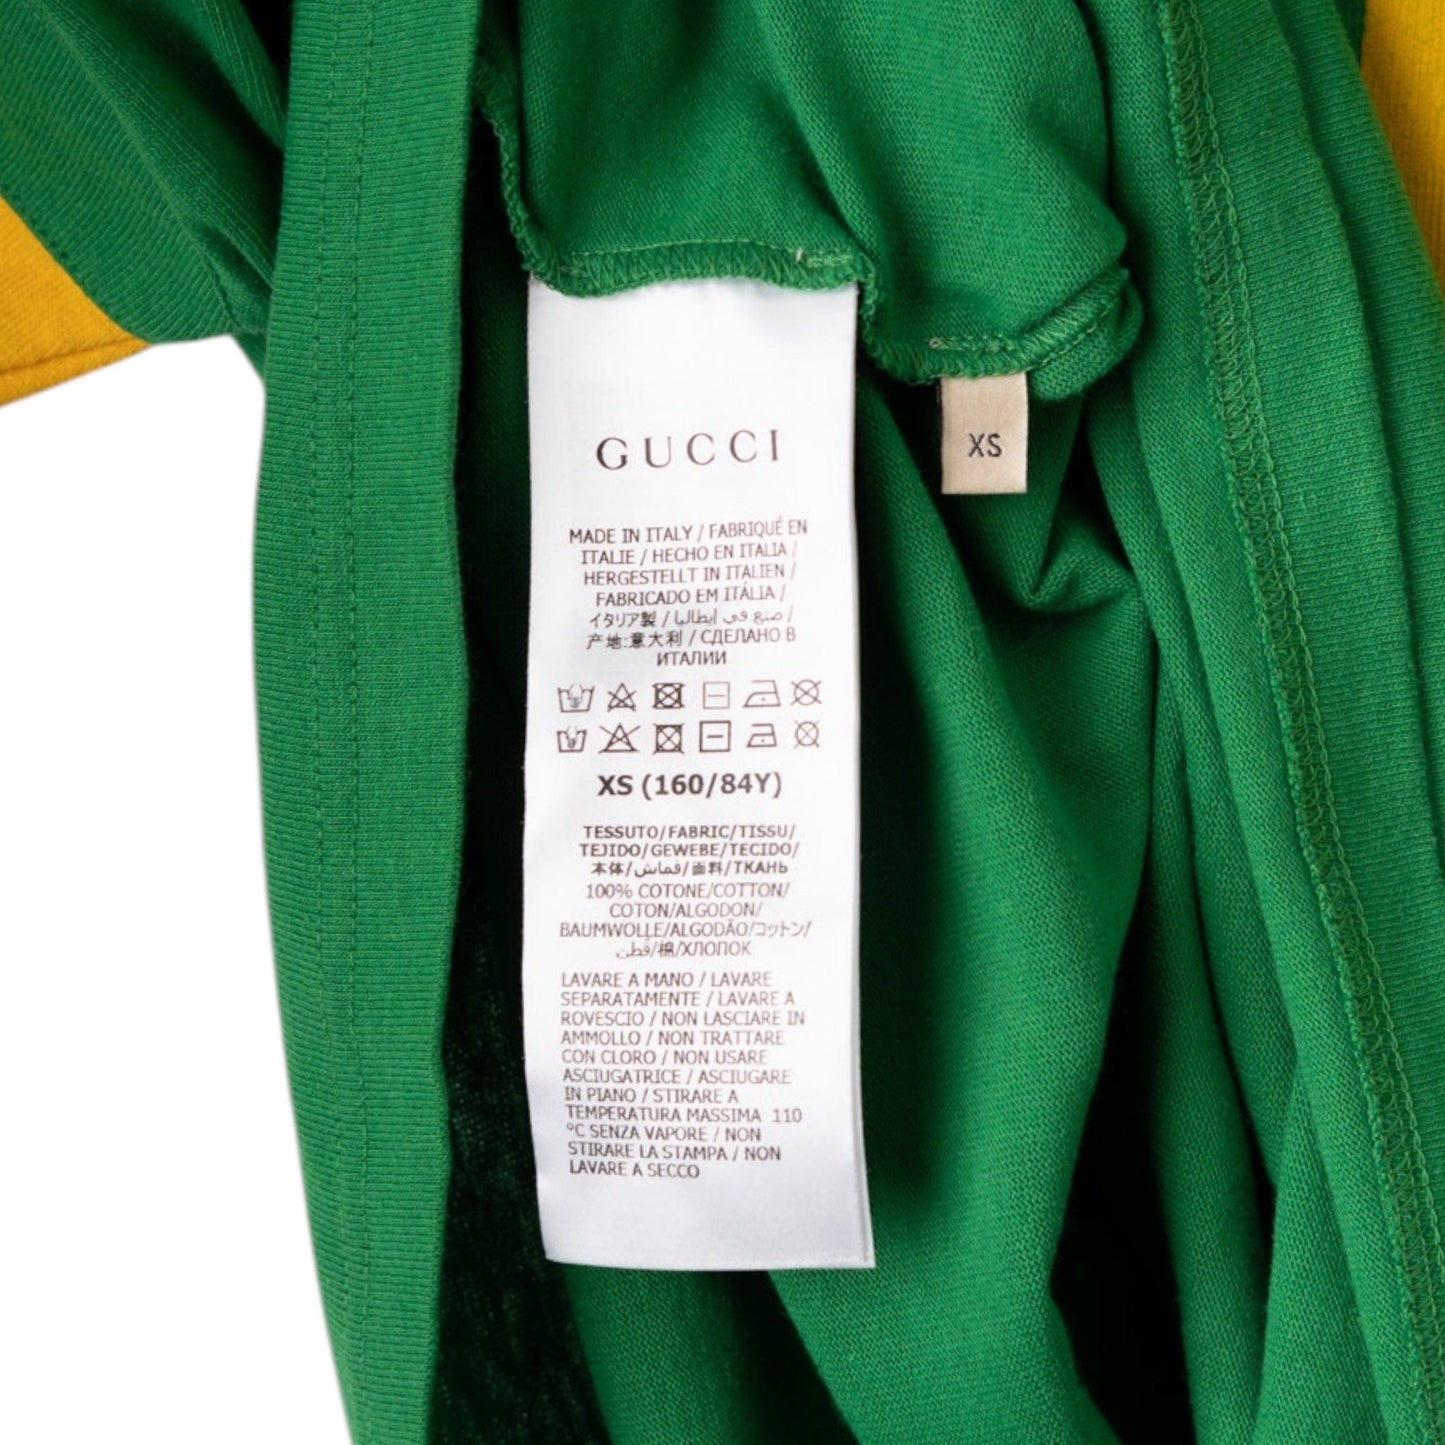 GUCCI
XS
MADE IN ITALY / FABRIQUÉ EN
ITALIE / HECHO EN ITALIA /
HERGESTELLT IN ITALIEN /
FABRICADO EM ITÁLIA /
イタリア製 / صنع في إيطاليا /
产地:意大利 / СДЕЛАНО В
ИТАЛИИ
XS (160/84Y)
TESSUTO/FABRIC/TISSU/
TEJIDO/GEWEBE/TECIDO/
本体/قماش/面料/ТКАНЬ
100% COTONE/COTTON/
COTON/ALGODON/
BAUMWOLLE/ALGODÃO/コットン/
قطن/棉/ХЛОПОК
LAVARE A MANO / LAVARE
SEPARATAMENTE / LAVARE A
ROVESCIO / NON LASCIARE IN
AMMOLLO / NON TRATTARE
CON CLORO / NON USARE
ASCIUGATRICE / ASCIUGARE
IN PIANO / STIRARE A
TEMPERATURA MASSIMA 110
°C SENZA VAPORE / NON
STIRARE LA STAMPA / NON
LAVARE A SECCO